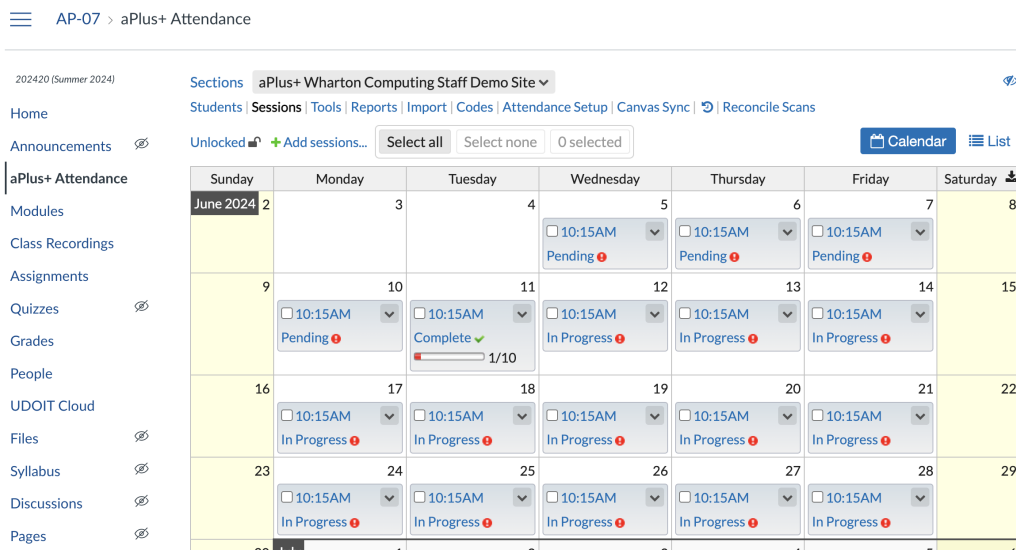 AP-07 > aPlus+ Attendance
202420 (Summer 2024)
Home
Announcements
aPlus+ Attendance
Modules
Class Recordings
Assignments
Quizzes
Grades
People
UDOIT Cloud
Files
Syllabus
Discussions
Pages
Sections aPlus+ Wharton Computing Staff Demo Site
Students | Sessions | Tools | Reports | Import | Codes | Attendance Setup | Canvas Sync | Reconcile Scans
Unlocked + Add sessions... Select all Select none 0 selected Calendar List
Sunday Monday Tuesday Wednesday Thursday Friday Saturday
June 2024 2 3 4 5 6 7 8
10:15AM 10:15AM 10:15AM
Pending Pending Pending
9 10 11 12 13 14 15
10:15AM 10:15AM 10:15AM 10:15AM 10:15AM
Pending Complete In Progress In Progress In Progress
1/10
16 17 18 19 20 21 22
10:15AM 10:15AM 10:15AM 10:15AM 10:15AM
In Progress In Progress In Progress In Progress In Progress
23 24 25 26 27 28 29
10:15AM 10:15AM 10:15AM 10:15AM 10:15AM
In Progress In Progress In Progress In Progress In Progress